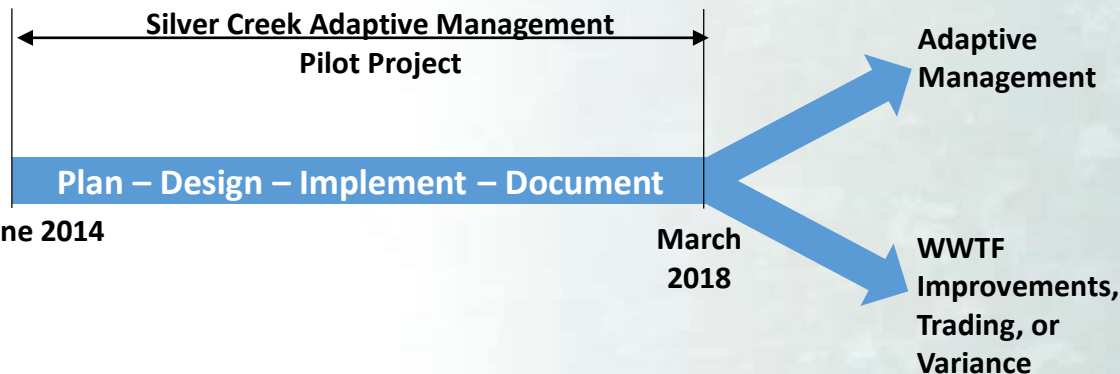 Silver Creek Adaptive Management
Pilot Project
Adaptive
Management
Plan – Design – Implement – Document
ne 2014
March
2018
WWTF
Improvements,
Trading, or
Variance